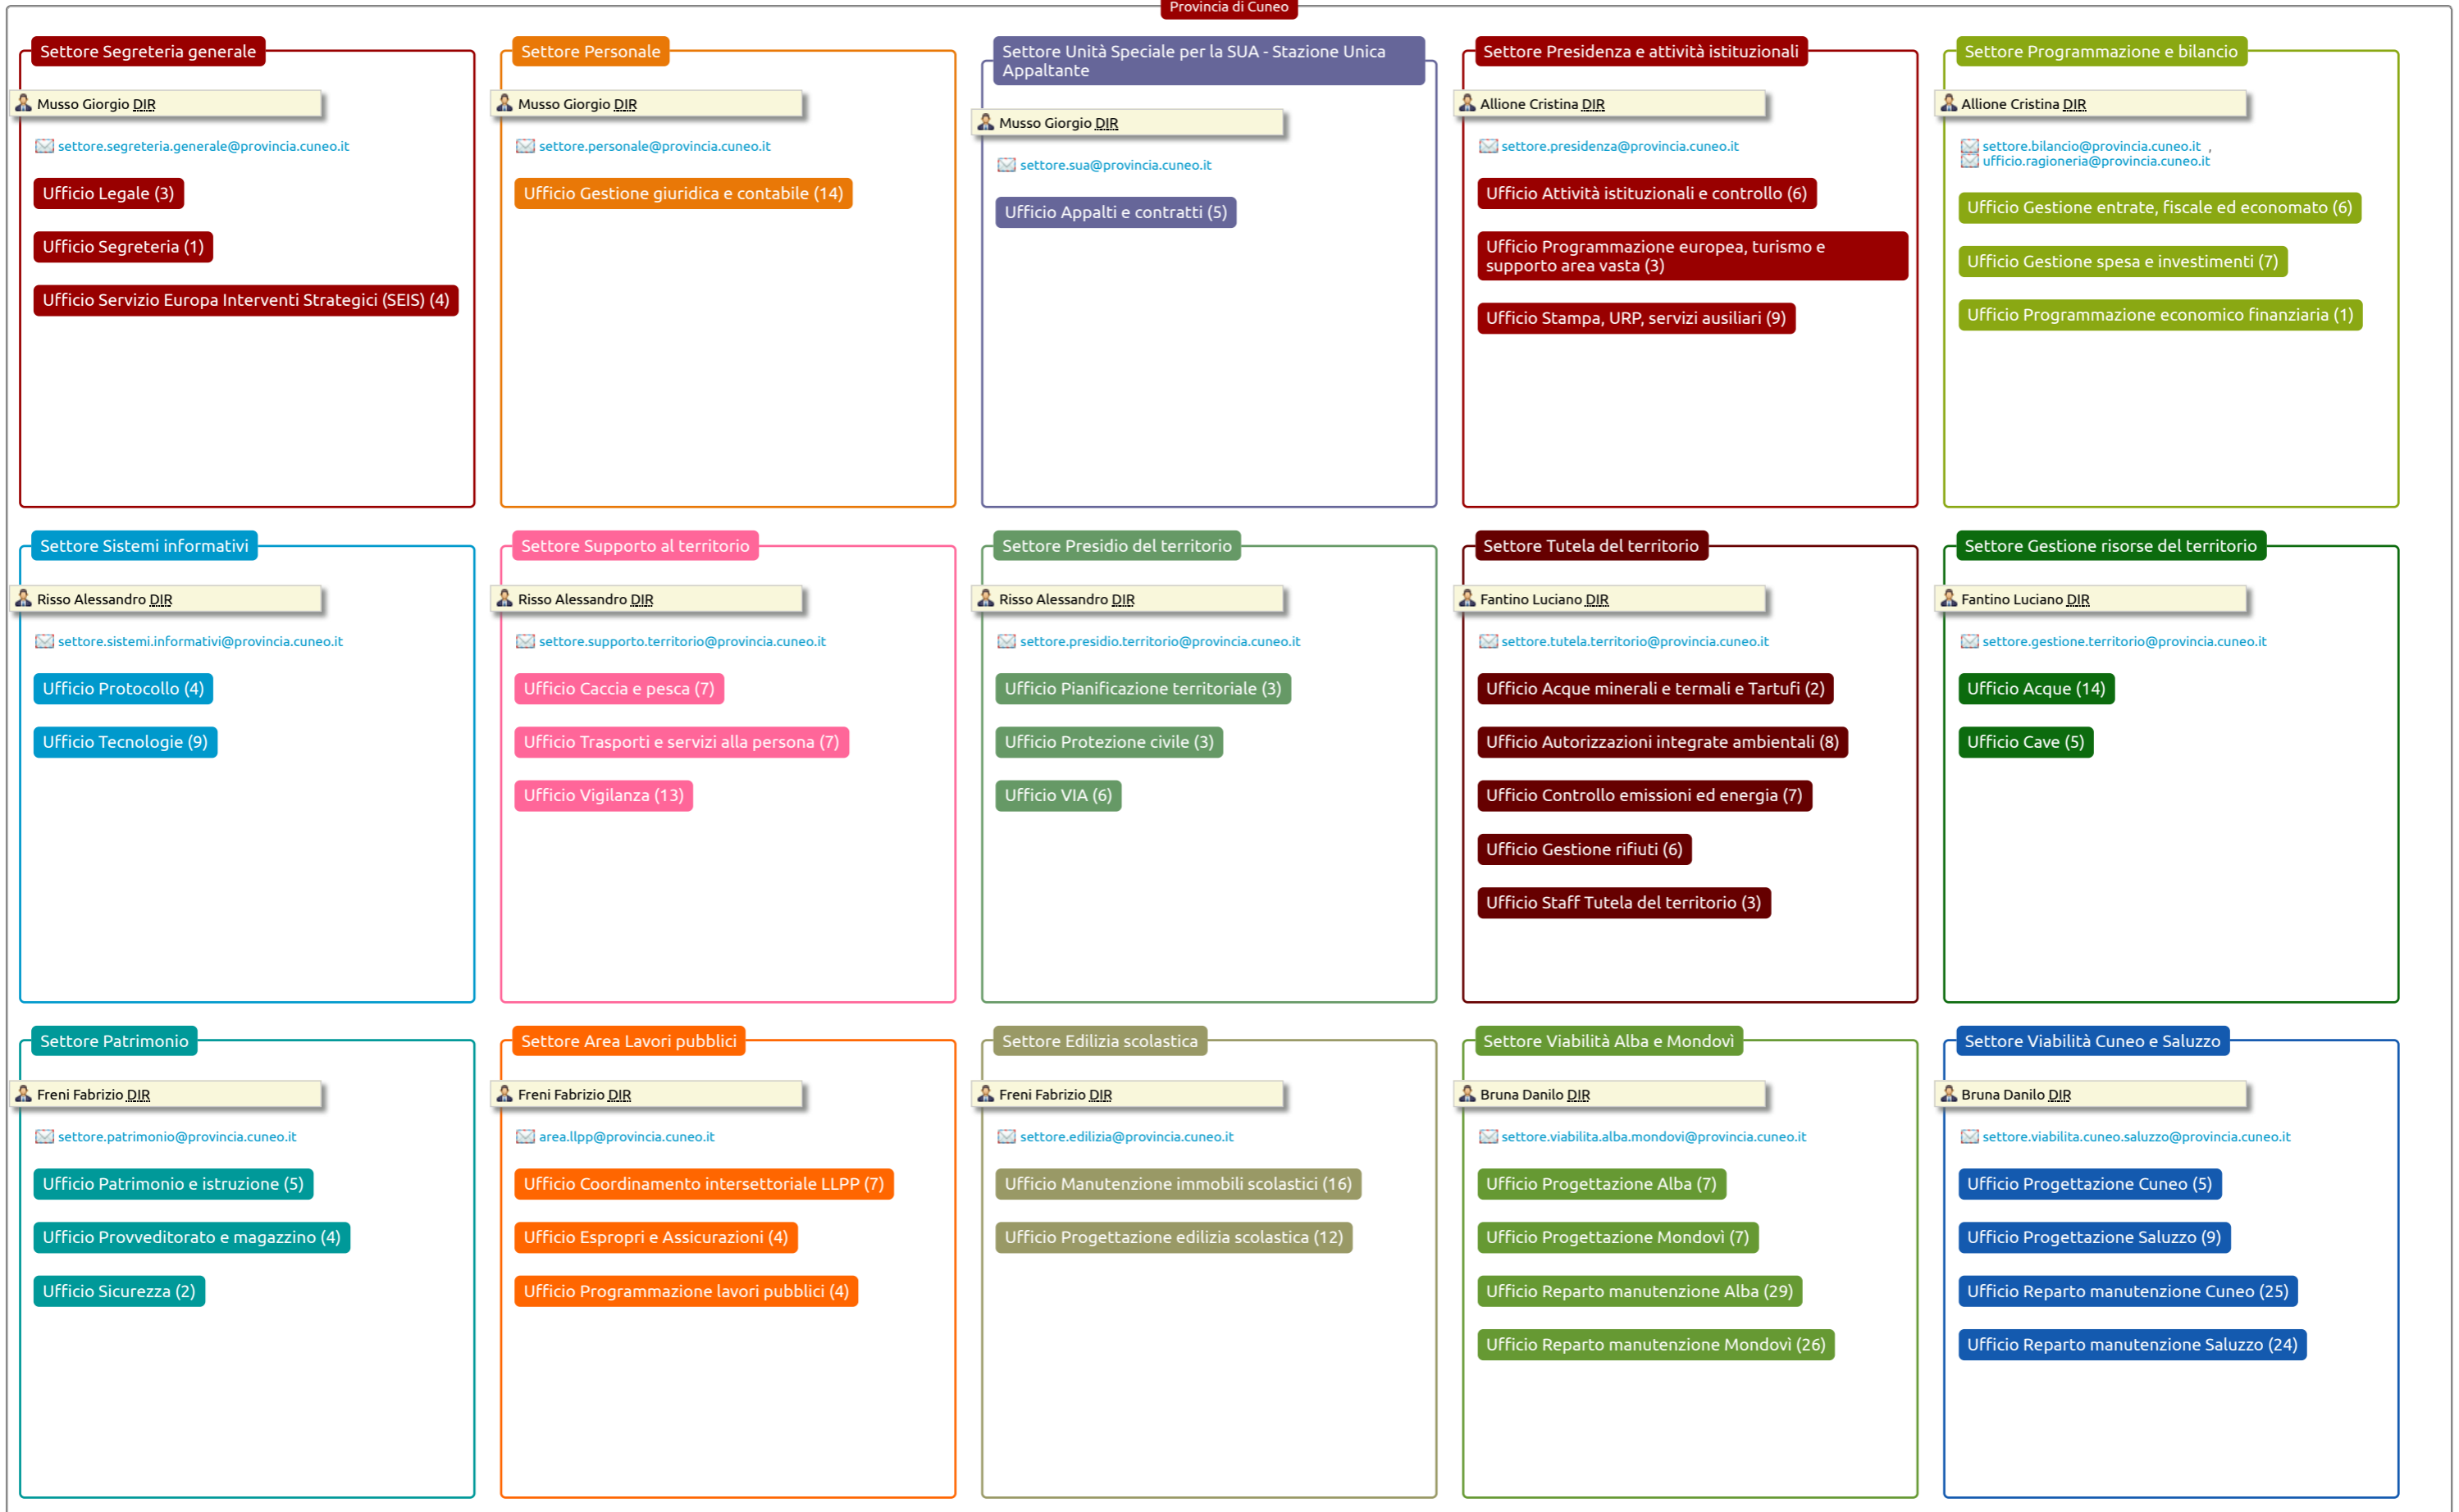 Provincia di Cuneo
Settore Segreteria generale
Musso Giorgio DIR
settore.segreteria.generale@provincia.cuneo.it
Ufficio Legale (3)
Ufficio Segreteria (1)
Ufficio Servizio Europa Interventi Strategici (SEIS) (4)
Settore Personale
Musso Giorgio DIR
settore.personale@provincia.cuneo.it
Ufficio Gestione giuridica e contabile (14)
Settore Unità Speciale per la SUA - Stazione Unica
Appaltante
Musso Giorgio DIR
settore.sua@provincia.cuneo.it
Ufficio Appalti e contratti (5)
Settore Presidenza e attività istituzionali
Allione Cristina DIR
settore.presidenza@provincia.cuneo.it
Ufficio Attività istituzionali e controllo (6)
Ufficio Programmazione europea, turismo e
supporto area vasta (3)
Ufficio Stampa, URP, servizi ausiliari (9)
Settore Programmazione e bilancio
Allione Cristina DIR
settore.bilancio@provincia.cuneo.it ,
ufficio.ragioneria@provincia.cuneo.it
Ufficio Gestione entrate, fiscale ed economato (6)
Ufficio Gestione spesa e investimenti (7)
Ufficio Programmazione economico finanziaria (1)
Settore Sistemi informativi
Risso Alessandro DIR
settore.sistemi.informativi@provincia.cuneo.it
Ufficio Protocollo (4)
Ufficio Tecnologie (9)
Settore Supporto al territorio
Risso Alessandro DIR
settore.supporto.territorio@provincia.cuneo.it
Ufficio Caccia e pesca (7)
Ufficio Trasporti e servizi alla persona (7)
Ufficio Vigilanza (13)
Settore Presidio del territorio
Risso Alessandro DIR
settore.presidio.territorio@provincia.cuneo.it
Ufficio Pianificazione territoriale (3)
Ufficio Protezione civile (3)
Ufficio VIA (6)
Settore Tutela del territorio
Fantino Luciano DIR
settore.tutela.territorio@provincia.cuneo.it
Ufficio Acque minerali e termali e Tartufi (2)
Ufficio Autorizzazioni integrate ambientali (8)
Ufficio Controllo emissioni ed energia (7)
Ufficio Gestione rifiuti (6)
Ufficio Staff Tutela del territorio (3)
Settore Gestione risorse del territorio
Fantino Luciano DIR
settore.gestione.territorio@provincia.cuneo.it
Ufficio Acque (14)
Ufficio Cave (5)
Settore Patrimonio
Freni Fabrizio DIR
settore.patrimonio@provincia.cuneo.it
Ufficio Patrimonio e istruzione (5)
Ufficio Provveditorato e magazzino (4)
Ufficio Sicurezza (2)
Settore Area Lavori pubblici
Freni Fabrizio DIR
area.llpp@provincia.cuneo.it
Ufficio Coordinamento intersettoriale LLPP (7)
Ufficio Espropri e Assicurazioni (4)
Ufficio Programmazione lavori pubblici (4)
Settore Edilizia scolastica
Freni Fabrizio DIR
settore.edilizia@provincia.cuneo.it
Ufficio Manutenzione immobili scolastici (16)
Ufficio Progettazione edilizia scolastica (12)
Settore Viabilità Alba e Mondovì
Bruna Danilo DIR
settore.viabilita.alba.mondovi@provincia.cuneo.it
Ufficio Progettazione Alba (7)
Ufficio Progettazione Mondovì (7)
Ufficio Reparto manutenzione Alba (29)
Ufficio Reparto manutenzione Mondovì (26)
Settore Viabilità Cuneo e Saluzzo
Bruna Danilo DIR
settore.viabilita.cuneo.saluzzo@provincia.cuneo.it
Ufficio Progettazione Cuneo (5)
Ufficio Progettazione Saluzzo (9)
Ufficio Reparto manutenzione Cuneo (25)
Ufficio Reparto manutenzione Saluzzo (24)